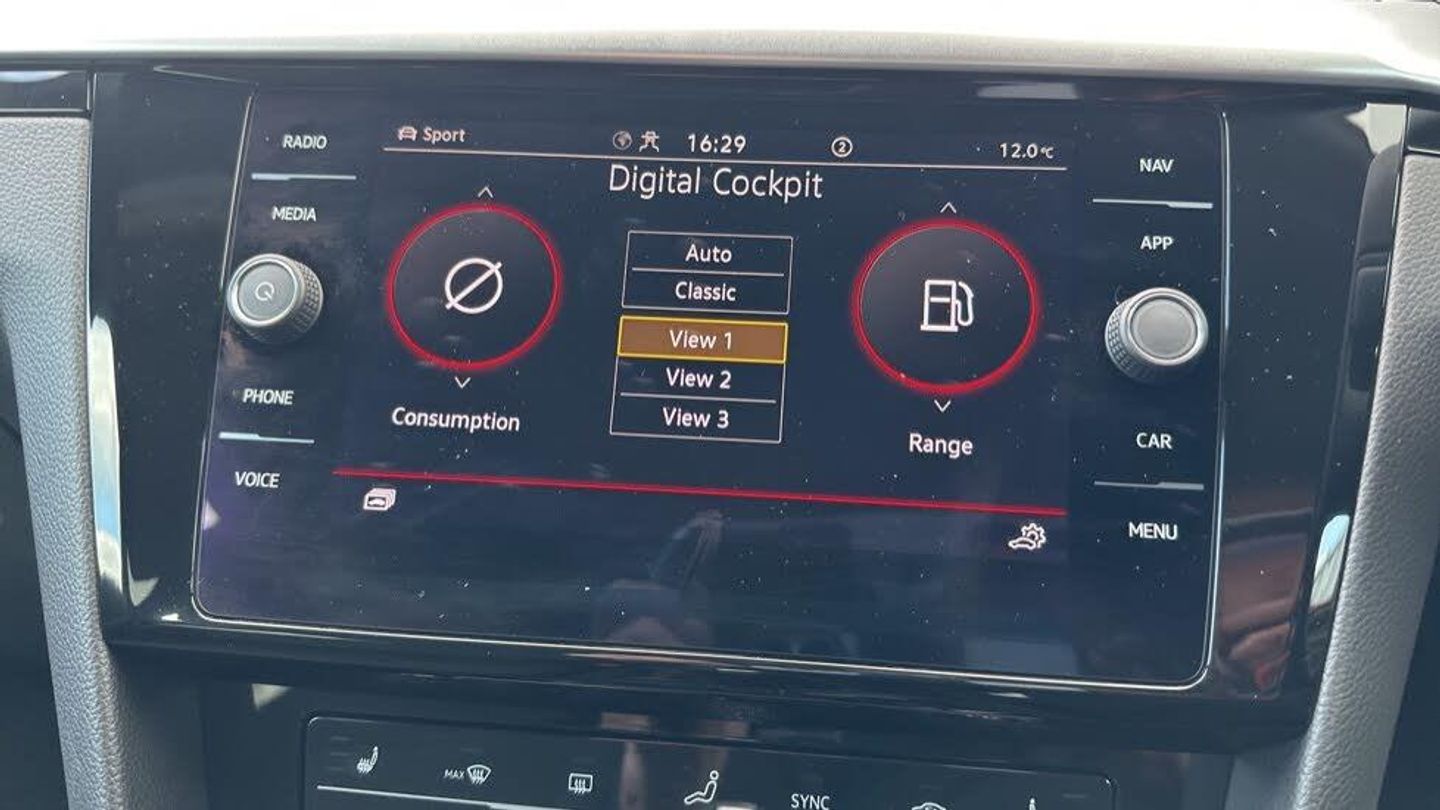 RADIO
MEDIA
PHONE
VOICE
Sport
16:29
2
12.0°C
Digital Cockpit
Auto
Classic
View 1
View 2
View 3
Consumption
Range
NAV
APP
CAR
MENU
MAX
SYNC